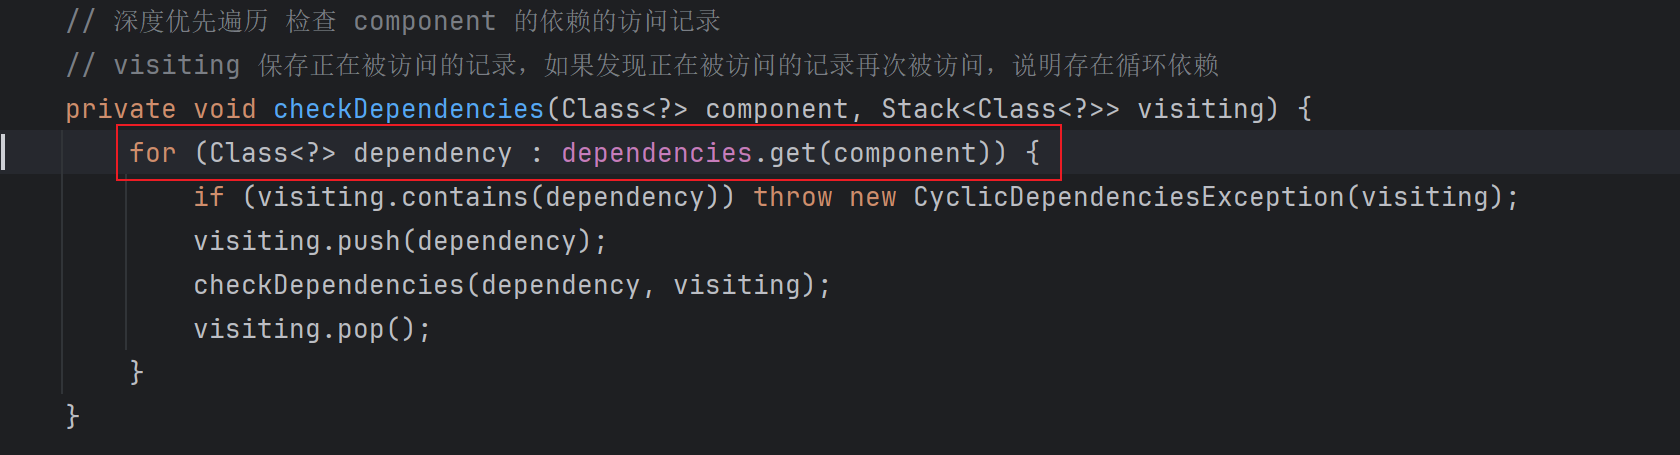 // 深度优先遍历 检查 component 的依赖的访问记录
// visiting 保存正在被访问的记录，如果发现正在被访问的记录再次被访问，说明存在循环依赖
private void checkDependencies(Class<?> component, Stack<Class<?>> visiting) {
for (Class<?> dependency : dependencies.get(component)) {
if (visiting.contains(dependency)) throw new CyclicDependenciesException(visiting);
visiting.push(dependency);
checkDependencies(dependency, visiting);
visiting.pop();
}
}